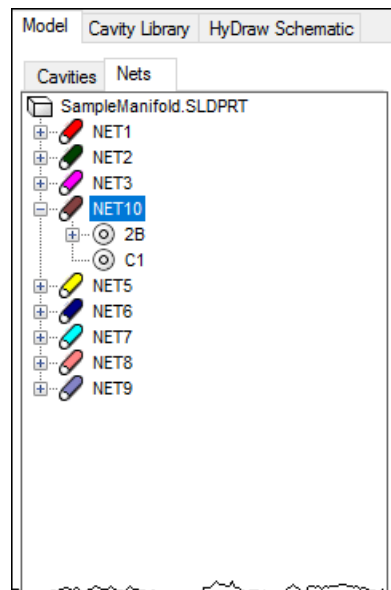 Model Cavity Library HyDraw Schematic
Cavities Nets
SampleManifold.SLDPRT
NET1
NET2
NET3
NET10
2B
C1
NET5
NET6
NET7
NET8
NET9